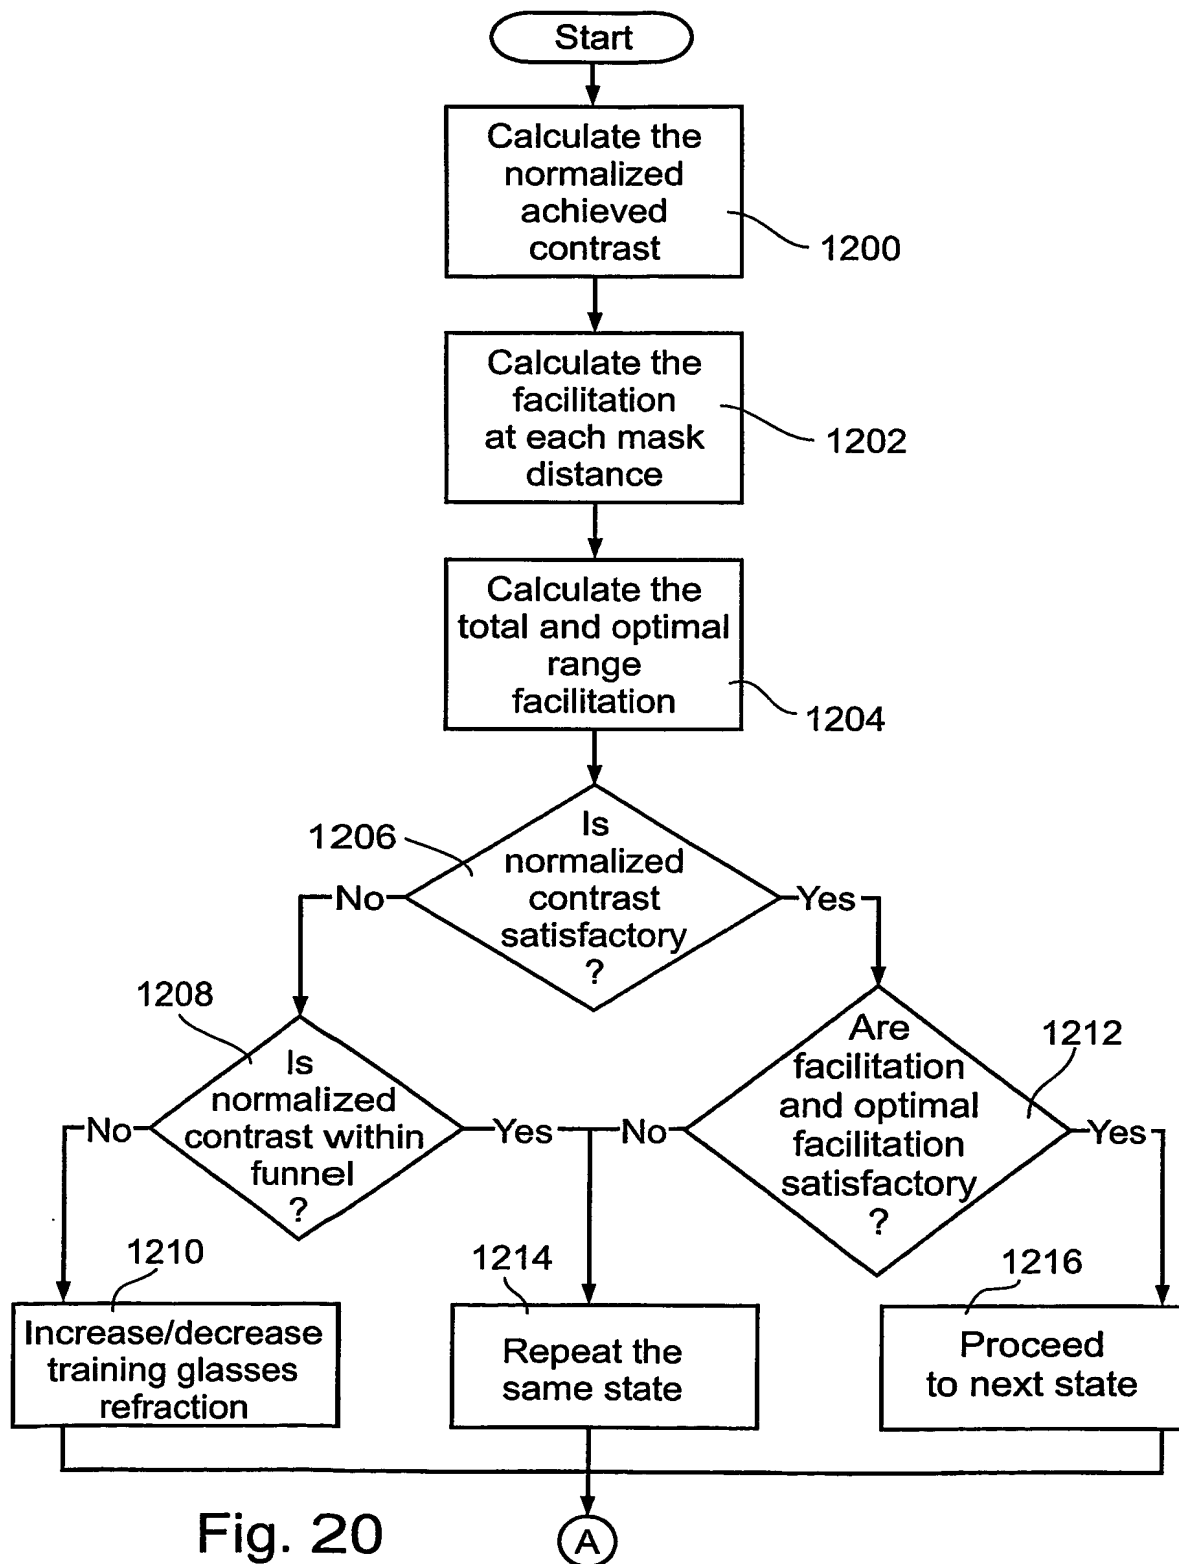 Start
Calculate the
normalized
achieved
contrast
1200
Calculate the
facilitation
at each mask
distance
1202
Calculate the
total and optimal
range
facilitation
1204
1206
Is
normalized
contrast
satisfactory
?
No
Yes
1208
Is
normalized
contrast within
funnel
?
No
Yes
1212
Are
facilitation
and optimal
facilitation
satisfactory
?
No
Yes
1210
Increase/decrease
training glasses
refraction
1214
Repeat the
same state
1216
Proceed
to next state
A
Fig. 20